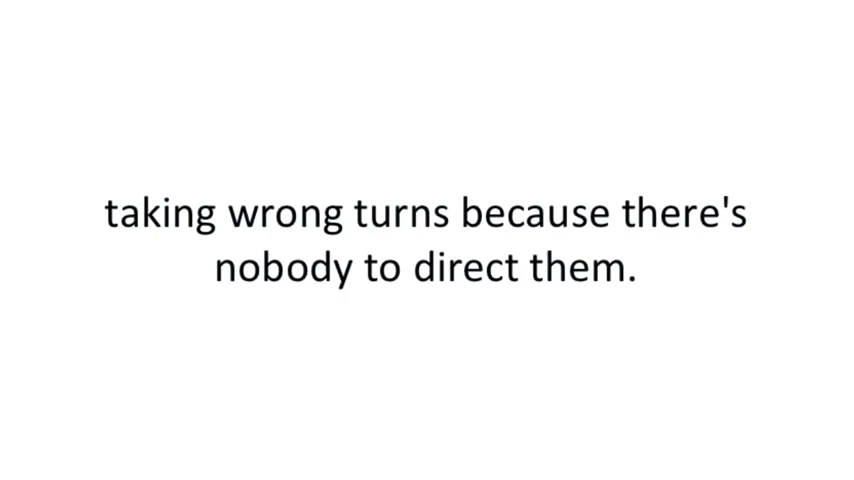 taking wrong turns because there's
nobody to direct them.